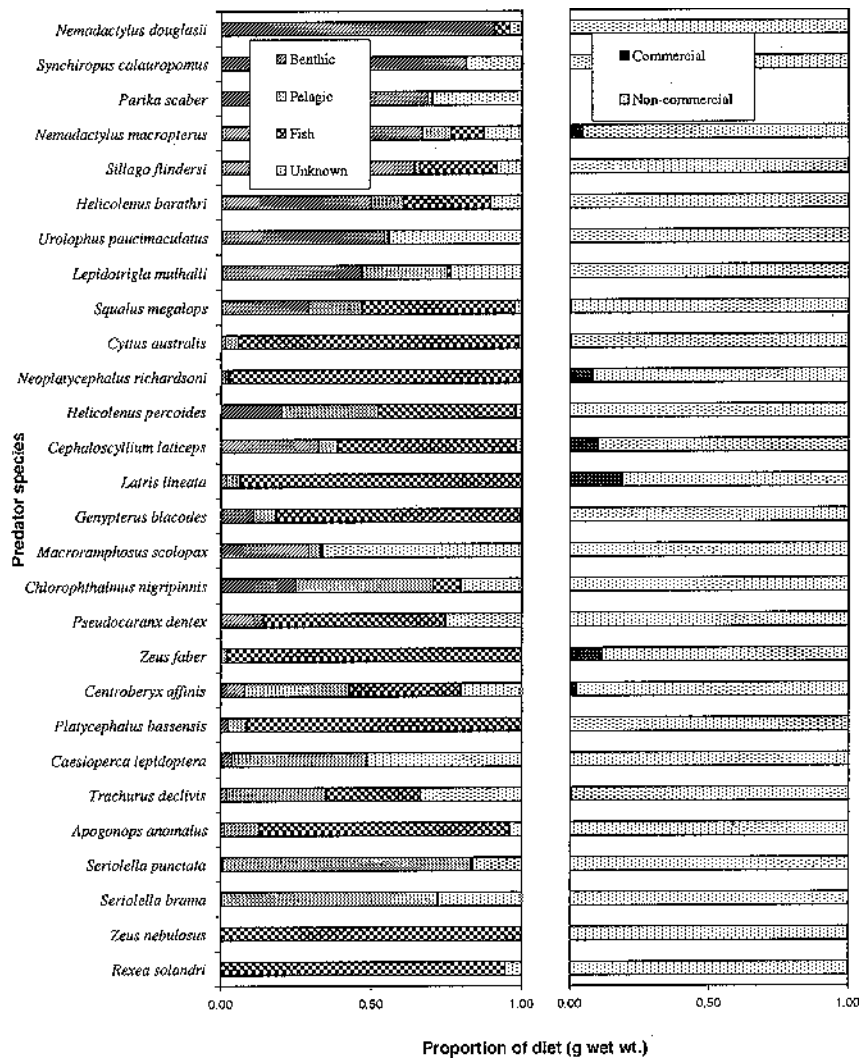 Nemadactylus douglasii
Synchiropus calauropomus
Parika scaber
Nemadactylus macropterus
Sillago flindersi
Helicolenus barathri
Urolophus paucimaculatus
Lepidotrigla mulhalli
Squalus megalops
Cyttus australis
Neoplatycephalus richardsoni
Helicolenus percoides
Cephaloscyllium laticeps
Latris lineata
Genypterus blacodes
Macroramphosus scolopax
Chlorophthalmus nigripinnis
Pseudocaranx dentex
Zeus faber
Centroberyx affinis
Platycephalus bassensis
Caesioperca lepidoptera
Trachurus declivis
Apogonops anomalus
Seriolella punctata
Seriolella brama
Zeus nebulosus
Rexea solandri
Predator species
Benthic
Pelagic
Fish
Unknown
Commercial
Non-commercial
0.00 0.50 1.00
0.00 0.50 1.00
Proportion of diet (g wet wt.)